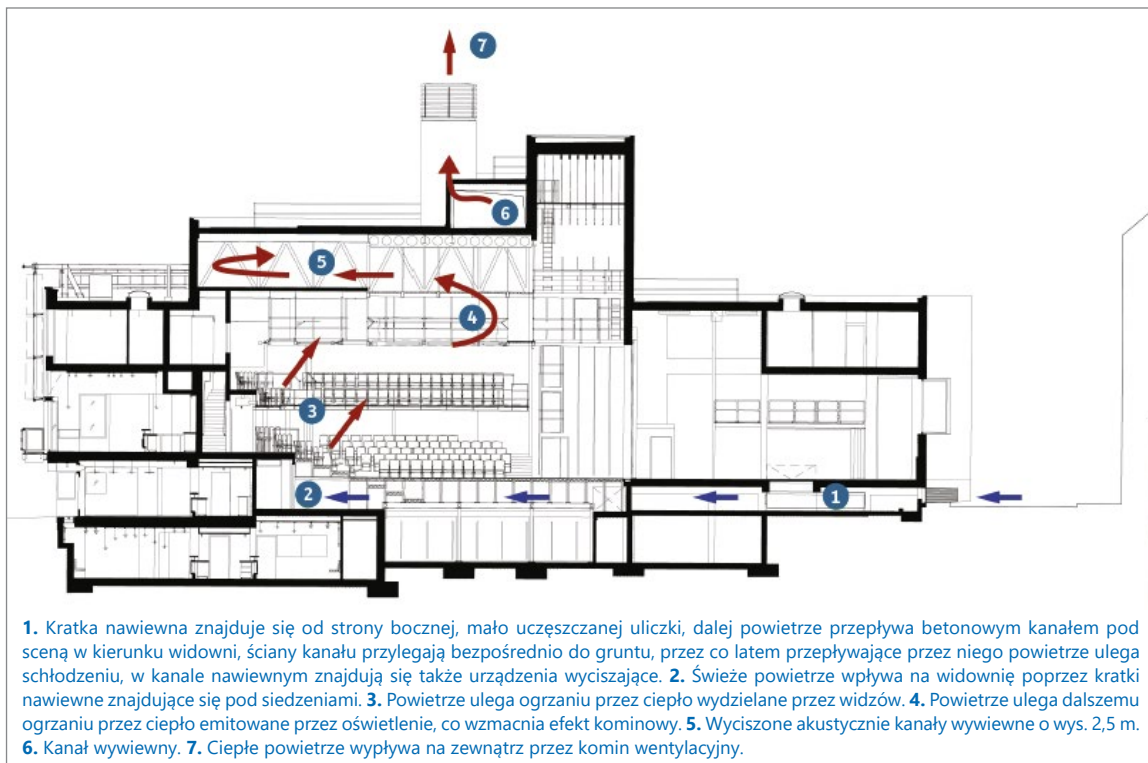 7
6
5
4
3
2
1
1. Kratka nawiewna znajduje się od strony bocznej, mało uczęszczanej uliczki, dalej powietrze przepływa betonowym kanałem pod
sceną w kierunku widowni, ściany kanału przylegają bezpośrednio do gruntu, przez co latem przepływające przez niego powietrze ulega
schłodzeniu, w kanale nawiewnym znajdują się także urządzenia wyciszające. 2. Świeże powietrze wpływa na widownię poprzez kratki
nawiewne znajdujące się pod siedzeniami. 3. Powietrze ulega ogrzaniu przez ciepło wydzielane przez widzów. 4. Powietrze ulega dalszemu
ogrzaniu przez ciepło emitowane przez oświetlenie, co wzmacnia efekt kominowy. 5. Wyciszone akustycznie kanały wywiewne o wys. 2,5 m.
6. Kanał wywiewny. 7. Ciepłe powietrze wypływa na zewnątrz przez komin wentylacyjny.